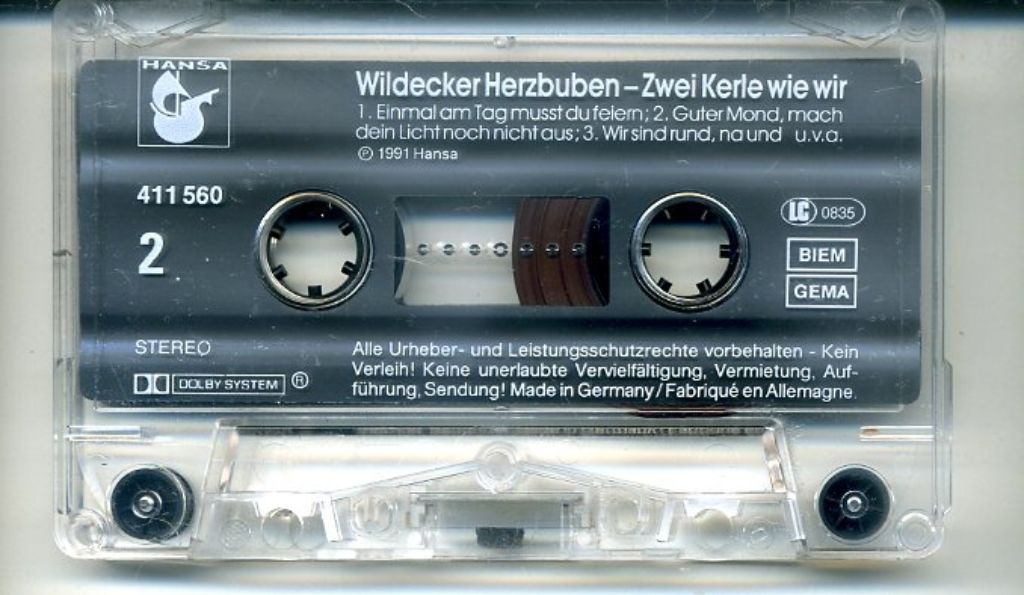 HANSA
Wildecker Herzbuben – Zwei Kerle wie wir
1. Einmal am Tag musst du feiern; 2. Guter Mond, mach
dein Licht noch nicht aus; 3. Wir sind rund, na und u.v.a.
℗ 1991 Hansa
411 560
2
LC 0835
BIEM
GEMA
STEREO
DOLBY SYSTEM ®
Alle Urheber- und Leistungsschutzrechte vorbehalten - Kein
Verleih! Keine unerlaubte Vervielfältigung, Vermietung, Auf-
führung, Sendung! Made in Germany / Fabriqué en Allemagne.